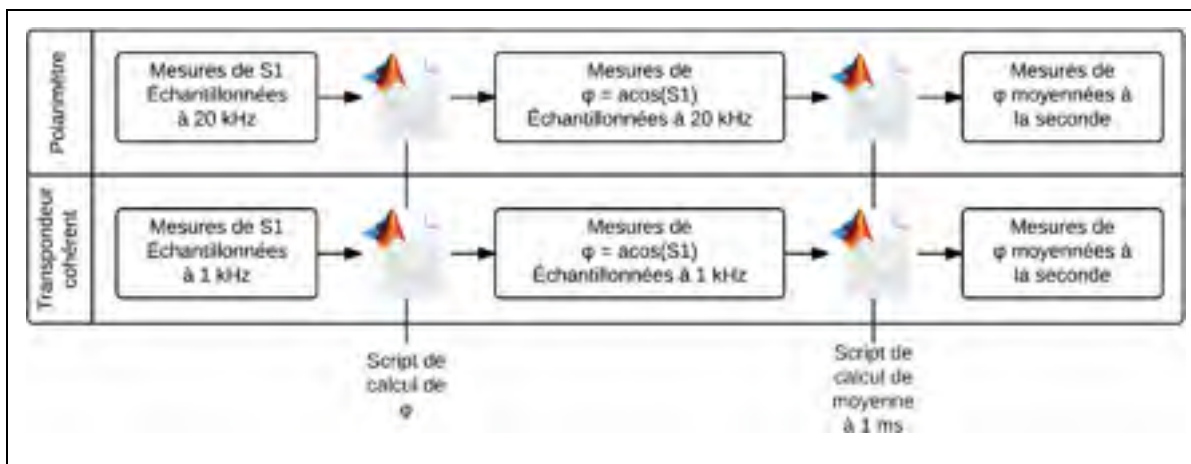 Polarimètre
Mesures de S1
Échantillonnées
à 20 kHz
Mesures de
φ = acos(S1)
Échantillonnées à 20 kHz
Mesures de
φ moyennées à
la seconde
Transpondeur
cohérent
Mesures de S1
Échantillonnées
à 1 kHz
Mesures de
φ = acos(S1)
Échantillonnées à 1 kHz
Mesures de
φ moyennées à
la seconde
Script de
calcul de
φ
Script de
calcul de
moyenne
à 1 ms